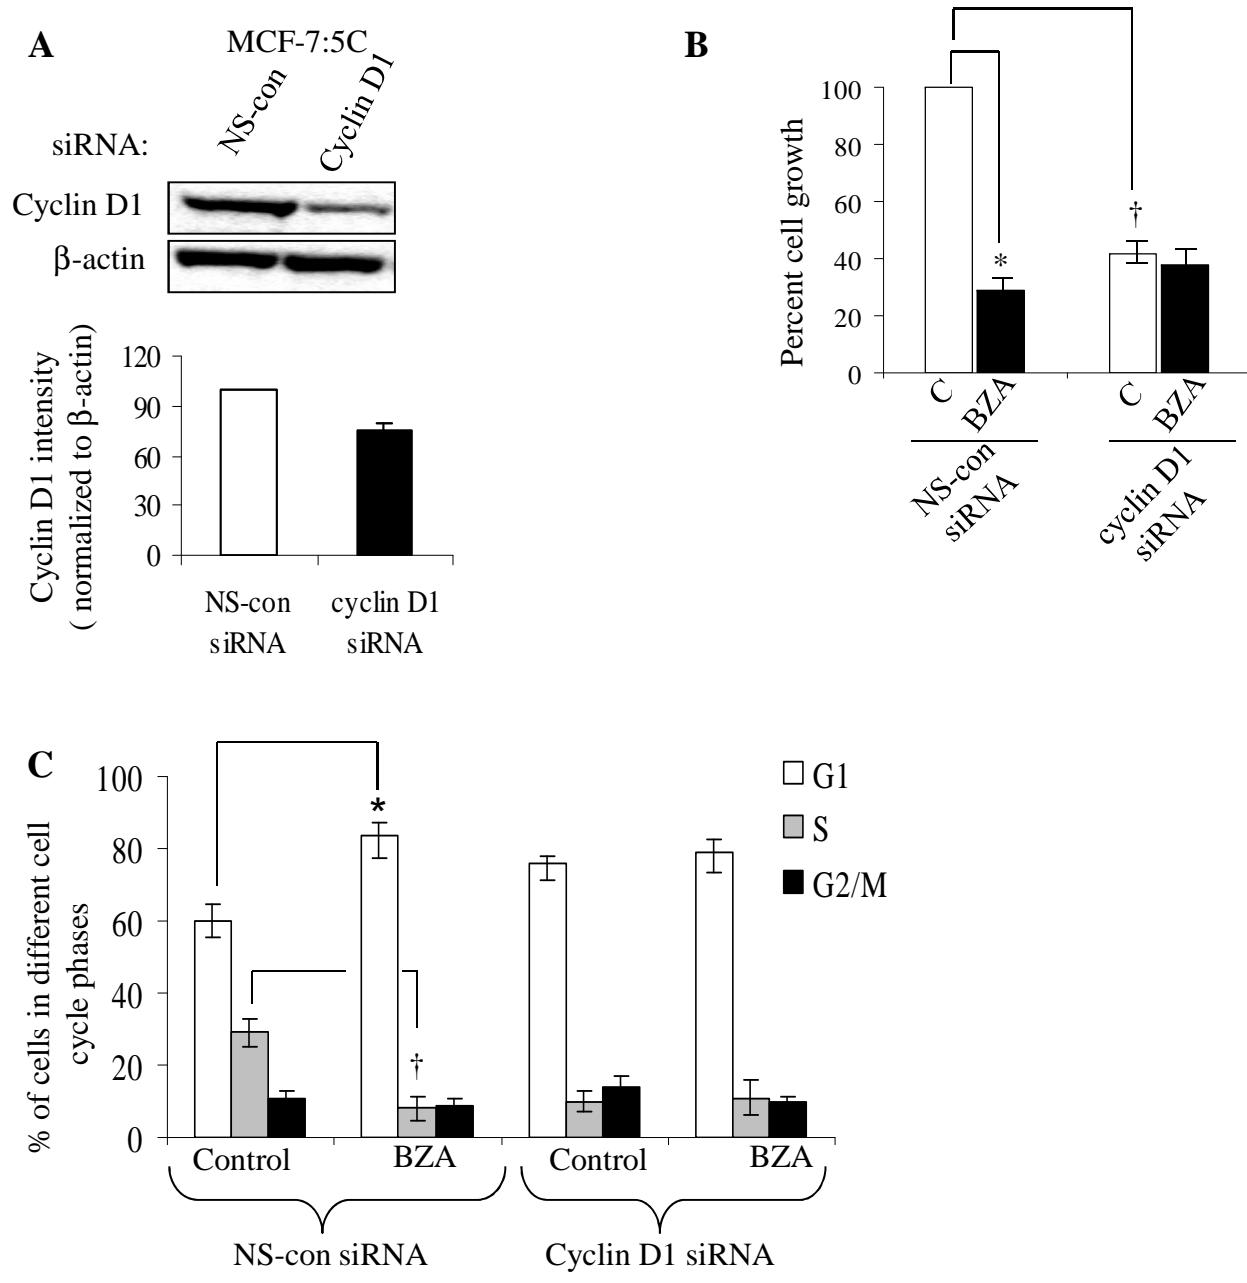 A
MCF-7:5C
siRNA:
NS-con
Cyclin D1
Cyclin D1
β-actin
Cyclin D1 intensity
( normalized to β-actin)
120
90
60
30
0
NS-con
siRNA
cyclin D1
siRNA
B
Percent cell growth
100
80
60
40
20
0
*
†
C
BZA
C
BZA
NS-con
siRNA
cyclin D1
siRNA
C
% of cells in different cell
cycle phases
100
80
60
40
20
0
*
†
G1
S
G2/M
Control
BZA
Control
BZA
NS-con siRNA
Cyclin D1 siRNA